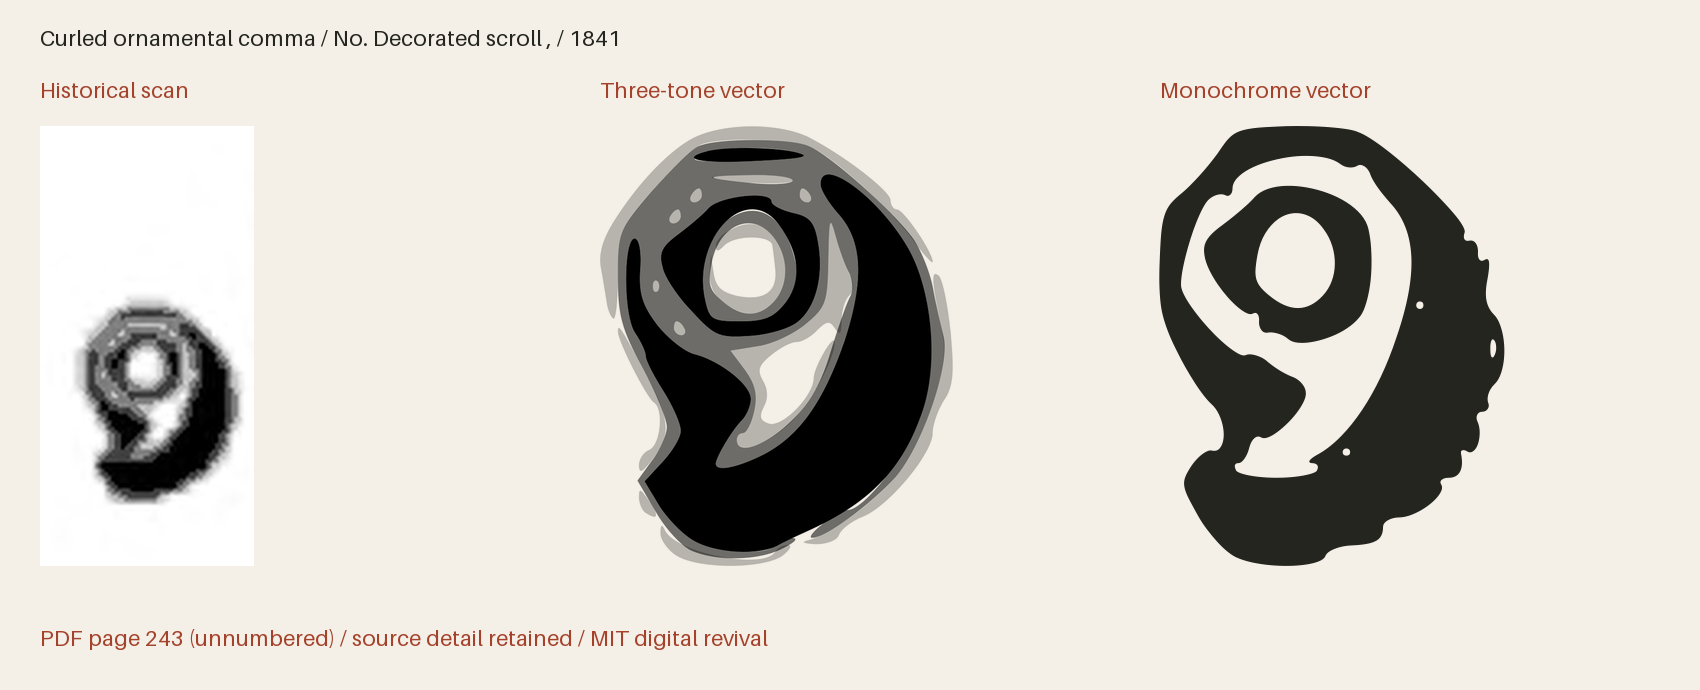 Curled ornamental comma / No. Decorated scroll , / 1841
Historical scan
Three-tone vector
Monochrome vector
PDF page 243 (unnumbered) / source detail retained / MIT digital revival